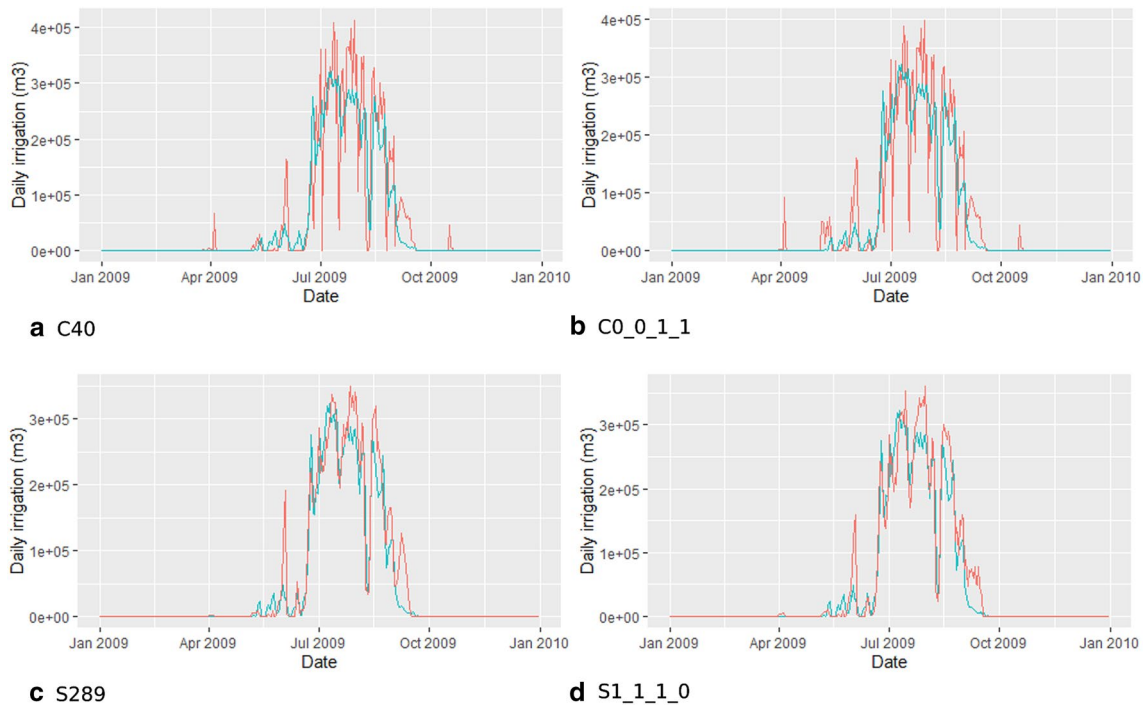 4e+05
3e+05
2e+05
1e+05
0e+00
Daily irrigation (m3)
Jan 2009 Apr 2009 Jul 2009 Oct 2009 Jan 2010
Date
a C40
4e+05
3e+05
2e+05
1e+05
0e+00
Daily irrigation (m3)
Jan 2009 Apr 2009 Jul 2009 Oct 2009 Jan 2010
Date
b C0_0_1_1
3e+05
2e+05
1e+05
0e+00
Daily irrigation (m3)
Jan 2009 Apr 2009 Jul 2009 Oct 2009 Jan 2010
Date
c S289
3e+05
2e+05
1e+05
0e+00
Daily irrigation (m3)
Jan 2009 Apr 2009 Jul 2009 Oct 2009 Jan 2010
Date
d S1_1_1_0